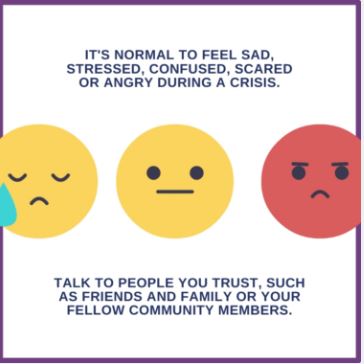 IT'S NORMAL TO FEEL SAD,
STRESSED, CONFUSED, SCARED
OR ANGRY DURING A CRISIS.
TALK TO PEOPLE YOU TRUST, SUCH
AS FRIENDS AND FAMILY OR YOUR
FELLOW COMMUNITY MEMBERS.